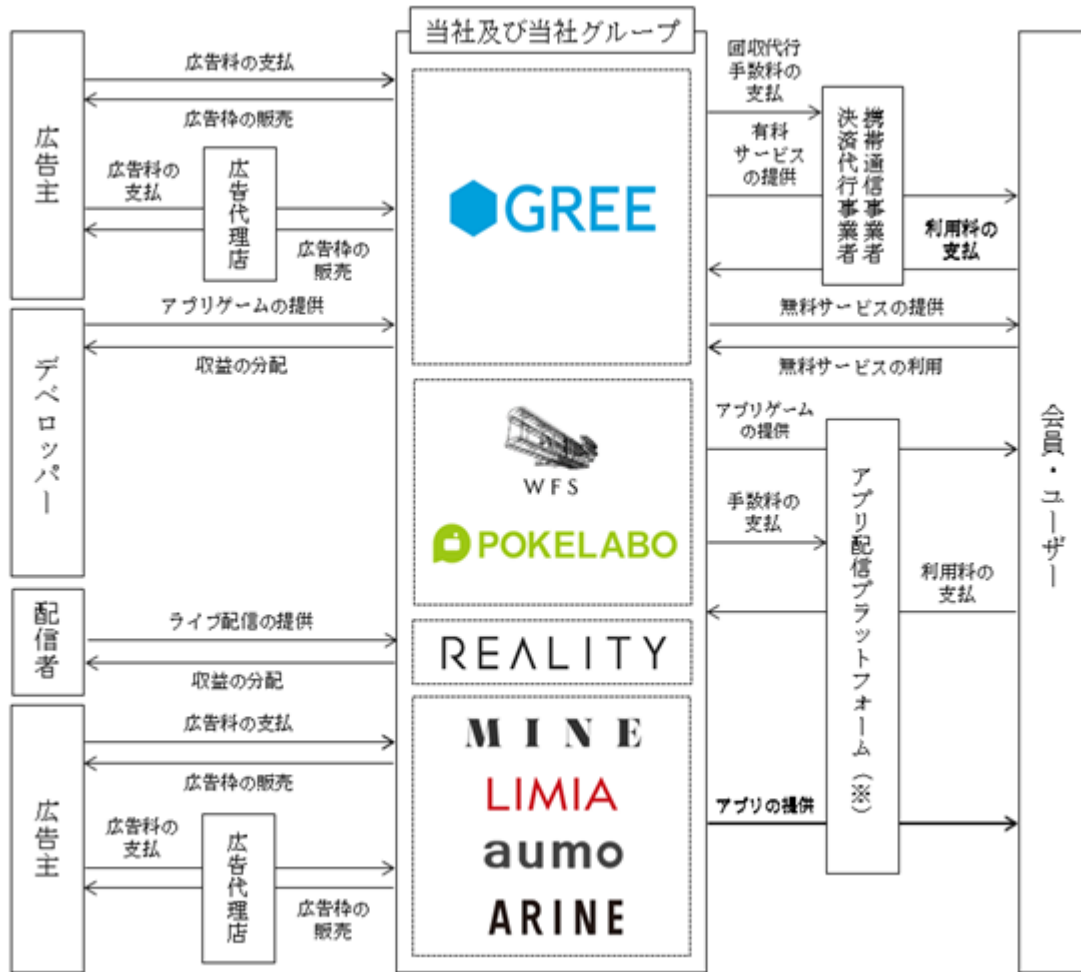 当社及び当社グループ
広告主
広告料の支払
広告枠の販売
広告料の
支払
広告代理店
広告枠の
販売
デベロッパー
アプリゲームの提供
収益の分配
配信者
ライブ配信の提供
収益の分配
広告主
広告料の支払
広告枠の販売
広告料の
支払
広告代理店
広告枠の
販売
GREE
WFS
POKELABO
REALITY
MINE
LIMIA
aumo
ARINE
回収代行
手数料の
支払
有料
サービス
の提供
携帯通信事業者
決済代行事業者
利用料の
支払
無料サービスの提供
無料サービスの利用
アプリゲーム
の提供
手数料の
支払
アプリ配信プラットフォーム（※）
利用料の
支払
アプリの提供
会員・ユーザー